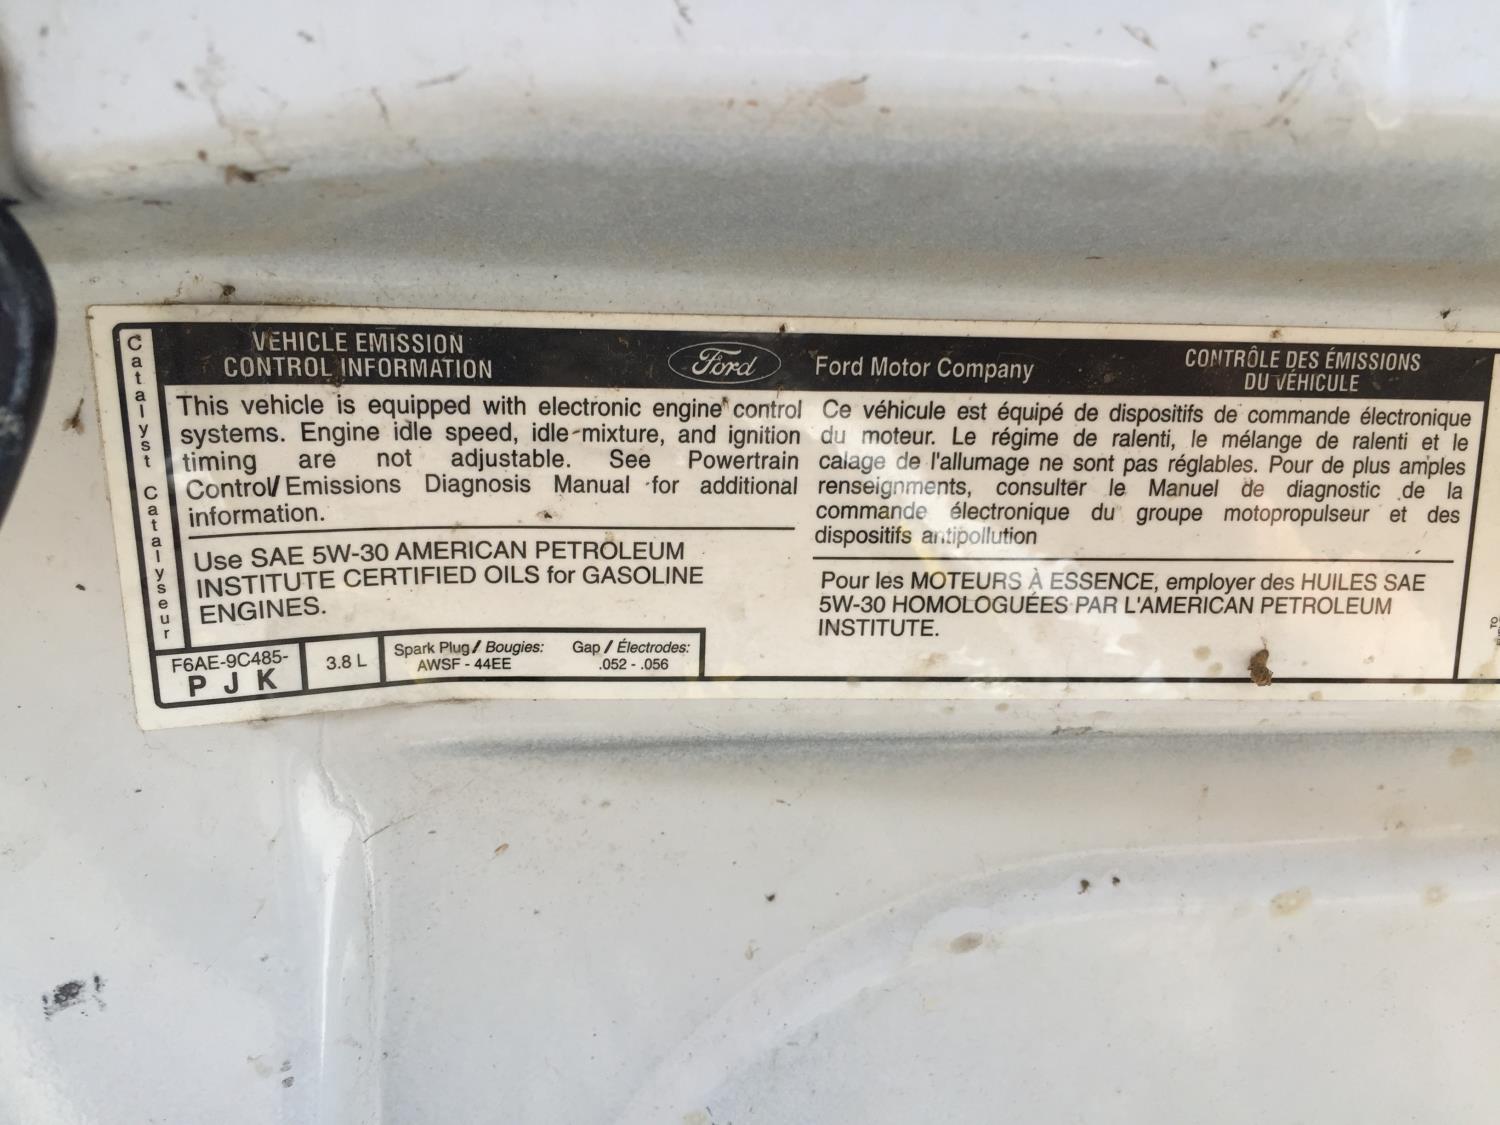 Catalyst Catalyseur
VEHICLE EMISSION
CONTROL INFORMATION
Ford
Ford Motor Company
CONTRÔLE DES ÉMISSIONS
DU VÉHICULE
This vehicle is equipped with electronic engine control
systems. Engine idle speed, idle mixture, and ignition
timing are not adjustable. See Powertrain
Control/Emissions Diagnosis Manual for additional
information.
Use SAE 5W-30 AMERICAN PETROLEUM
INSTITUTE CERTIFIED OILS for GASOLINE
ENGINES.
Ce véhicule est équipé de dispositifs de commande électronique
du moteur. Le régime de ralenti, le mélange de ralenti et le
calage de l'allumage ne sont pas réglables. Pour de plus amples
renseignments, consulter le Manuel de diagnostic de la
commande électronique du groupe motopropulseur et des
dispositifs antipollution
Pour les MOTEURS À ESSENCE, employer des HUILES SAE
5W-30 HOMOLOGUÉES PAR L'AMERICAN PETROLEUM
INSTITUTE.
F6AE-9C485-
P J K
3.8 L
Spark Plug / Bougies:
AWSF - 44EE
Gap / Électrodes:
.052 - .056